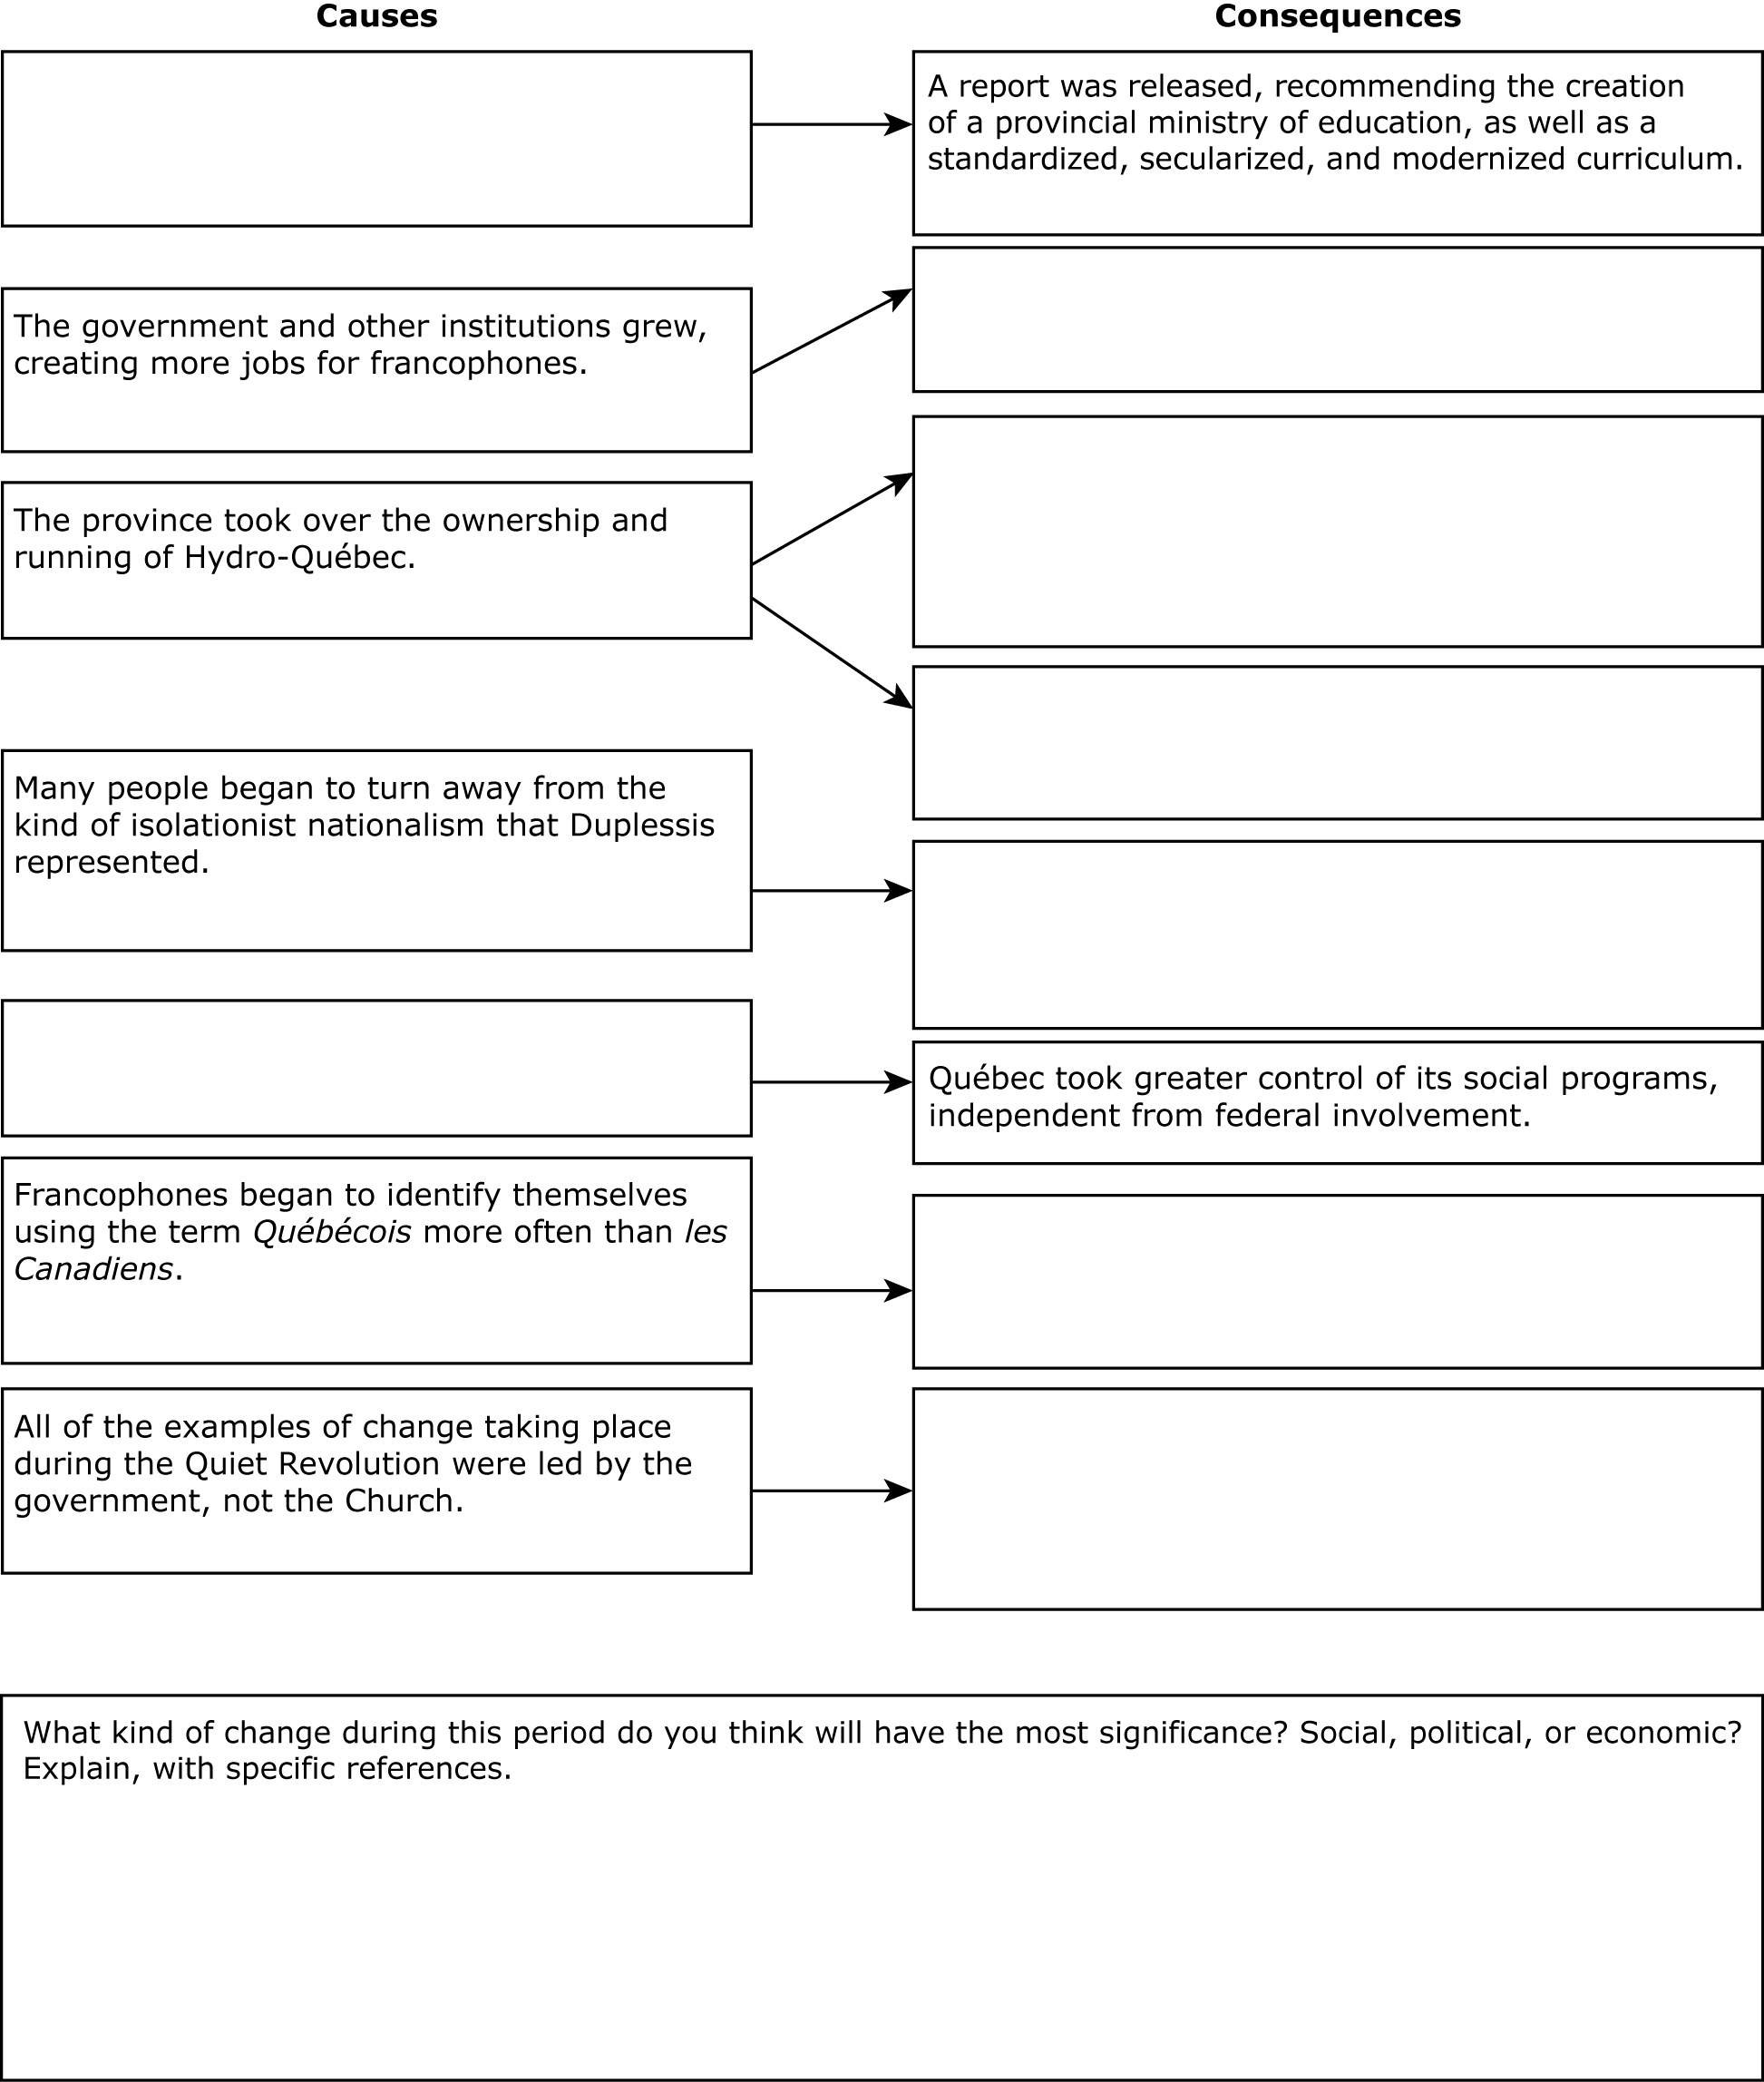 Causes
Consequences
A report was released, recommending the creation
of a provincial ministry of education, as well as a
standardized, secularized, and modernized curriculum.
The government and other institutions grew,
creating more jobs for francophones.
The province took over the ownership and
running of Hydro-Québec.
Many people began to turn away from the
kind of isolationist nationalism that Duplessis
represented.
Québec took greater control of its social programs,
independent from federal involvement.
Francophones began to identify themselves
using the term Québécois more often than les
Canadiens.
All of the examples of change taking place
during the Quiet Revolution were led by the
government, not the Church.
What kind of change during this period do you think will have the most significance? Social, political, or economic?
Explain, with specific references.